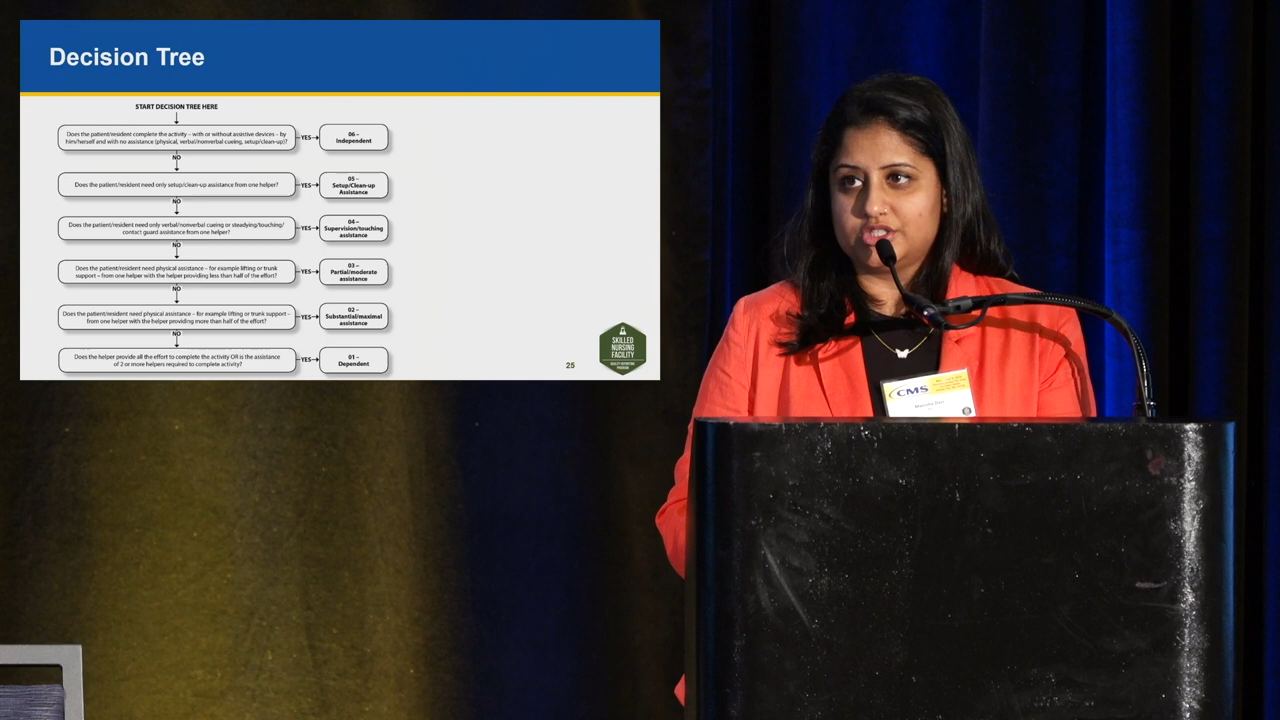 Decision Tree
START DECISION TREE HERE
Does the patient/resident complete the activity – with or without assistive devices – by
him/herself and with no assistance (physical, verbal/nonverbal cueing, setup/clean-up)?
YES
06 –
Independent
NO
Does the patient/resident need only setup/clean-up assistance from one helper?
YES
05 –
Setup/Clean-up
Assistance
NO
Does the patient/resident need only verbal/nonverbal cueing or steadying/touching/
contact guard assistance from one helper?
YES
04 –
Supervision/touching
assistance
NO
Does the patient/resident need physical assistance – for example lifting or trunk
support – from one helper with the helper providing less than half of the effort?
YES
03 –
Partial/moderate
assistance
NO
Does the patient/resident need physical assistance – for example lifting or trunk support –
from one helper with the helper providing more than half of the effort?
YES
02 –
Substantial/maximal
assistance
NO
Does the helper provide all the effort to complete the activity OR is the assistance
of 2 or more helpers required to complete activity?
YES
01 –
Dependent
25
SKILLED
NURSING
FACILITY
QUALITY REPORTING
PROGRAM
CMS